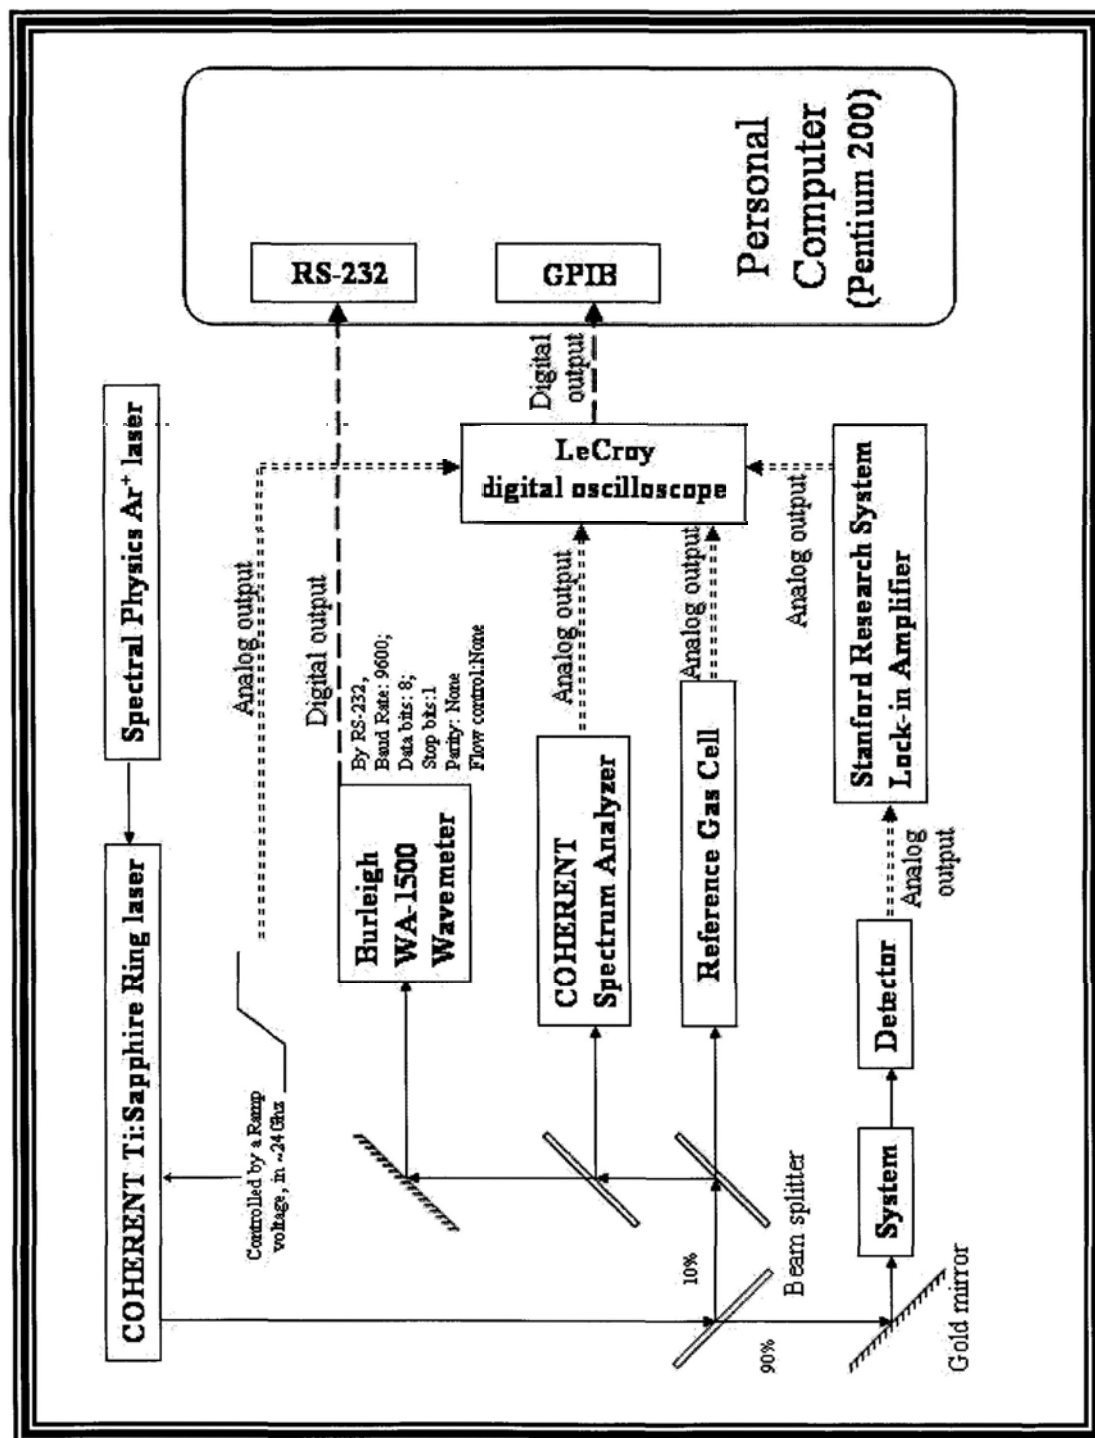 Spectral Physics Ar⁺ laser
COHERENT Ti:Sapphire Ring laser
Controlled by a Ramp
voltage, in ~24 Ghz
Analog output
Digital output
By RS-232,
Baud Rate: 9600;
Data bits: 8;
Stop bits:1
Parity: None
Flow control:None
Burleigh
WA-1500
Wavemeter
RS-232
GPIB
Personal
Computer
(Pentium 200)
Digital
output
LeCroy
digital oscilloscope
Analog output
COHERENT
Spectrum Analyzer
Analog output
Reference Gas Cell
Analog output
Stanford Research System
Lock-in Amplifier
Analog
output
Detector
System
10%
90%
Beam splitter
Gold mirror